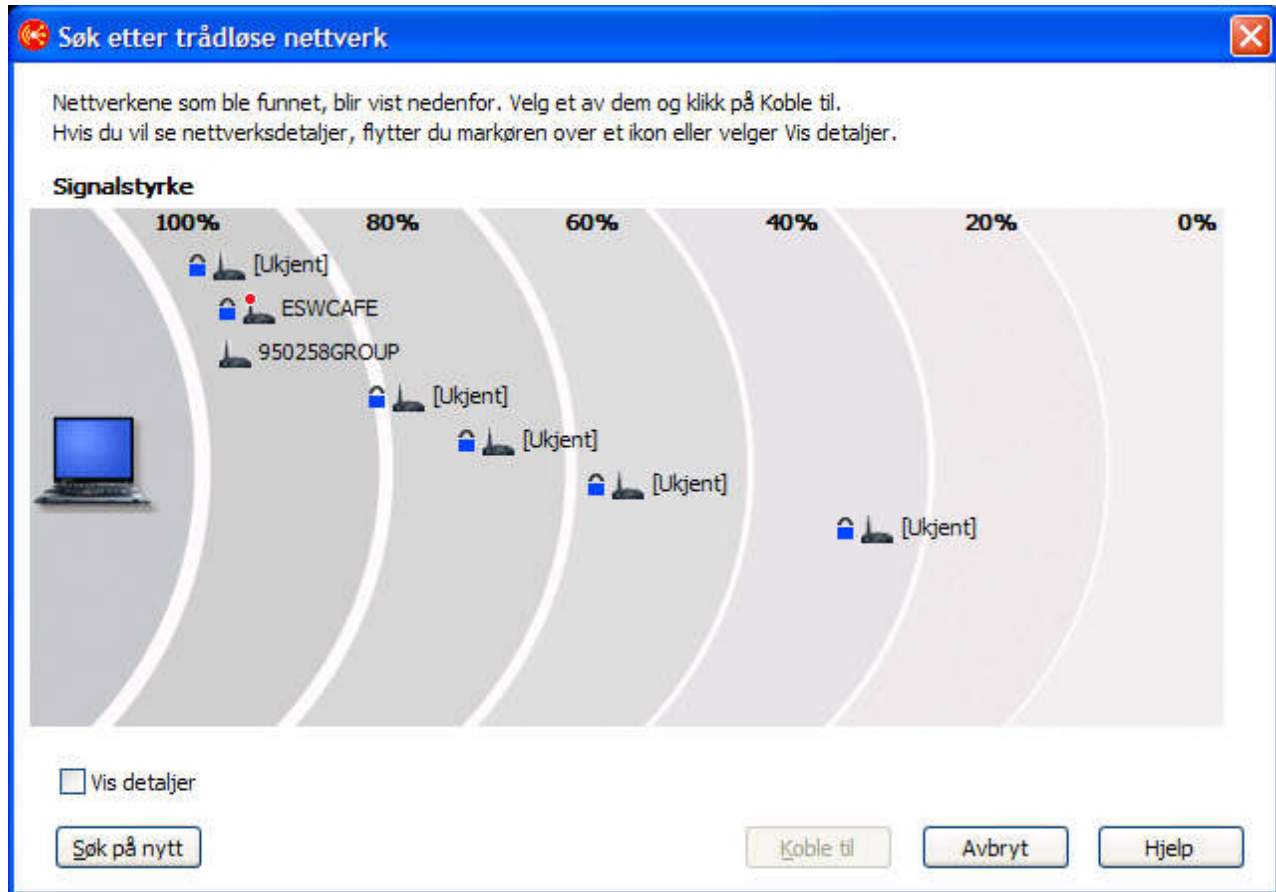 Søk etter trådløse nettverk
Nettverkene som ble funnet, blir vist nedenfor. Velg et av dem og klikk på Koble til.
Hvis du vil se nettverksdetaljer, flytter du markøren over et ikon eller velger Vis detaljer.
Signalstyrke
100% 80% 60% 40% 20% 0%
[Ukjent]
ESWCAFE
950258GROUP
[Ukjent]
[Ukjent]
[Ukjent]
[Ukjent]
Vis detaljer
Søk på nytt Koble til Avbryt Hjelp